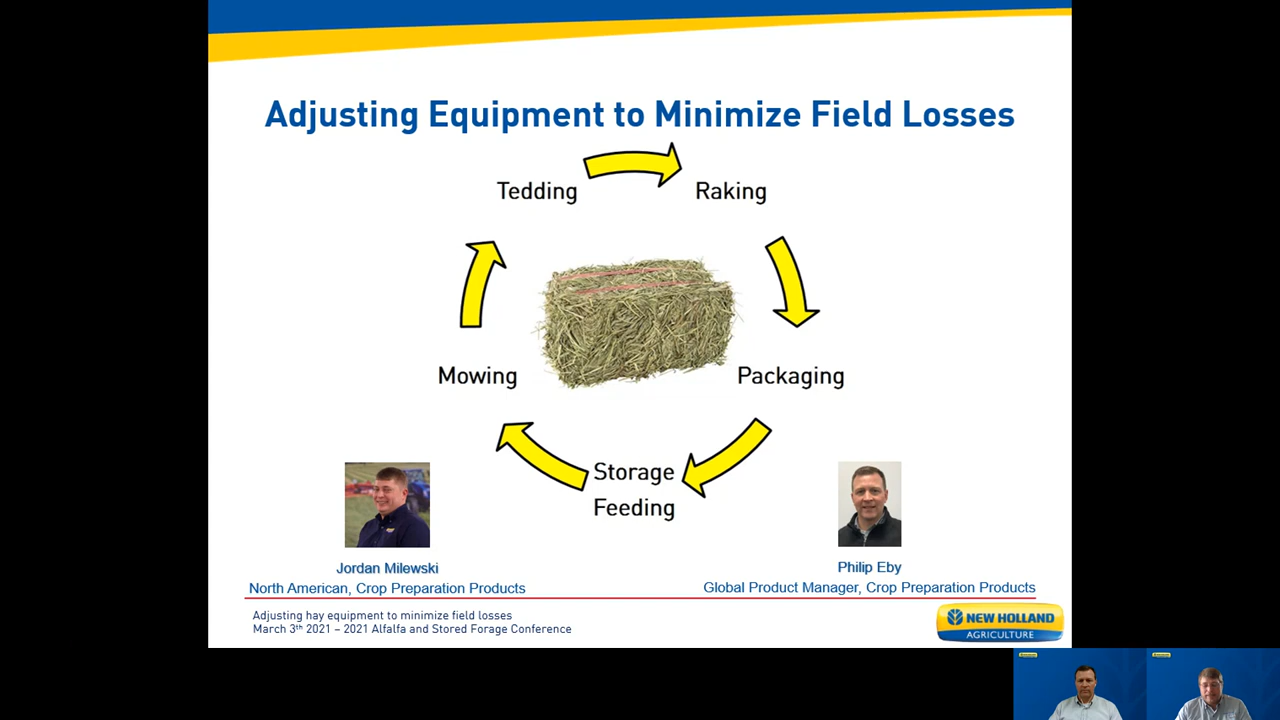 Adjusting Equipment to Minimize Field Losses
Tedding
Raking
Mowing
Packaging
Storage
Feeding
Jordan Milewski
North American, Crop Preparation Products
Philip Eby
Global Product Manager, Crop Preparation Products
Adjusting hay equipment to minimize field losses
March 3th 2021 – 2021 Alfalfa and Stored Forage Conference
NEW HOLLAND
AGRICULTURE